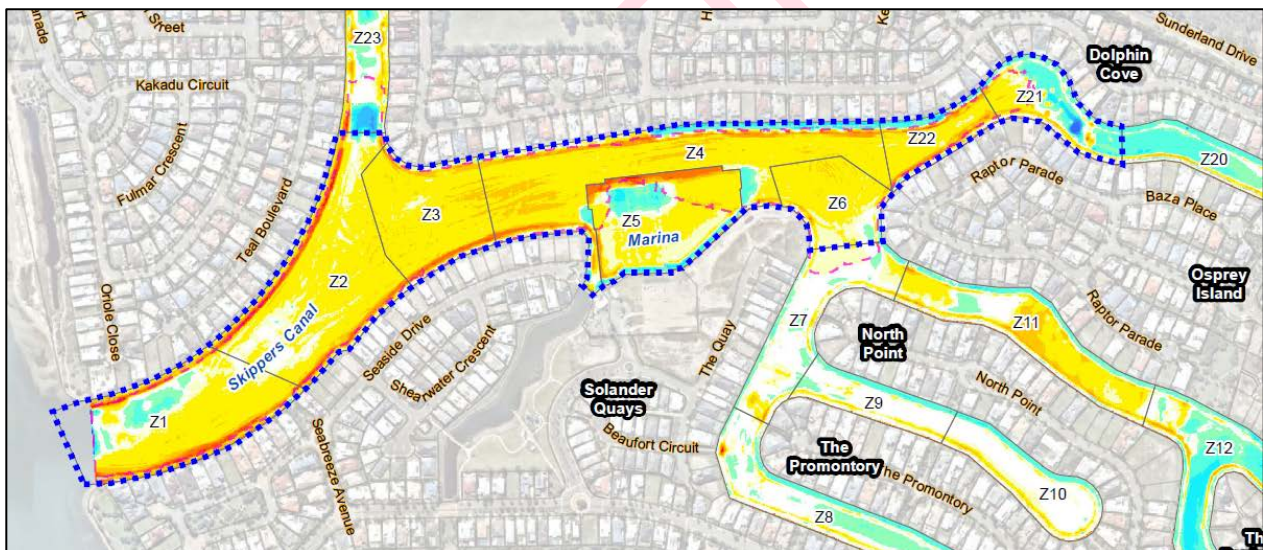 Street
Z23
Sunderland Drive
Dolphin
Cove
Kakadu Circuit
Z21
Z4
Z22
Z20
Fulmar Crescent
Raptor Parade
Baza Place
Teal Boulevard
Z3
Z5
Z6
Marina
Z2
Osprey
Island
Oriole Close
Skippers Canal
Seaside Drive
Shearwater Crescent
The Quay
Z7
Z11
Raptor Parade
North
Point
North Point
Z1
Solander
Quays
Z9
Seabreeze Avenue
Beaufort Circuit
The
Promontory
The Promontory
Z12
Z10
Z8